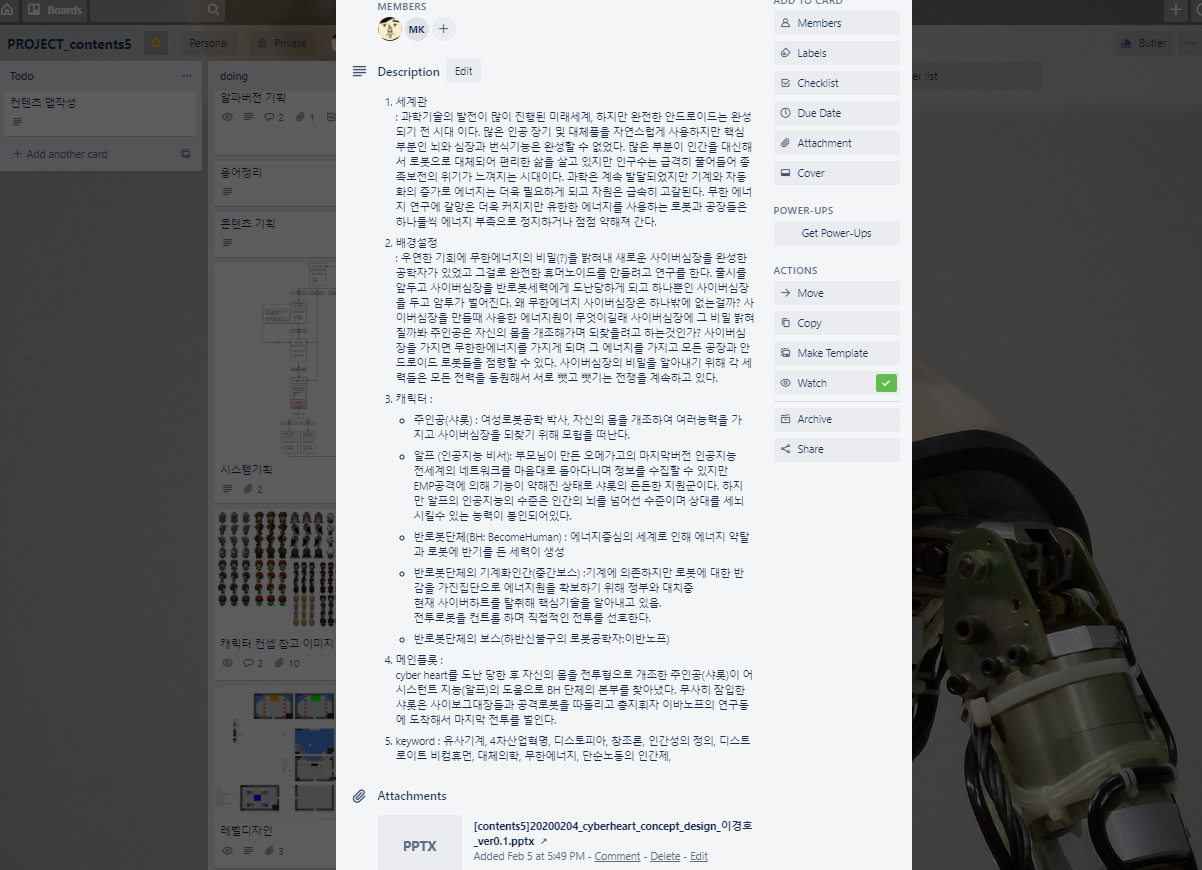 Boards
PROJECT_contents5
Personal
Private
Butler
er list
Todo
컨텐츠 맵작성
Add another card
doing
알파버전 기획
2
1
용어정리
콘텐츠 기획
시스템기획
2
캐릭터 컨셉 참고 이미지
2
10
레벨디자인
3
MEMBERS
MK
Description
Edit
1. 세계관
: 과학기술의 발전이 많이 진행된 미래세계, 하지만 완전한 안드로이드는 완성
되기 전 시대 이다. 많은 인공 장기 및 대체품을 자연스럽게 사용하지만 핵심
부분인 뇌와 심장과 번식기능은 완성할 수 없었다. 많은 부분이 인간을 대신해
서 로봇으로 대체되어 편리한 삶을 살고 있지만 인구수는 급격히 줄어들어 종
족보전의 위기가 느껴지는 시대이다. 과학은 계속 발달되었지만 기계와 자동
화의 증가로 에너지는 더욱 필요하게 되고 자원은 급속히 고갈된다. 무한 에너
지 연구에 갈망은 더욱 커지지만 유한한 에너지를 사용하는 로봇과 공장들은
하나둘씩 에너지 부족으로 정지하거나 점점 약해져 간다.
2. 배경설정
: 우연한 기회에 무한에너지의 비밀(?)을 밝혀내 새로운 사이버심장을 완성한
공학자가 있었고 그걸로 완전한 휴머노이드를 만들려고 연구를 한다. 출시를
앞두고 사이버심장을 반로봇세력에게 도난당하게 되고 하나뿐인 사이버심장
을 두고 암투가 벌어진다. 왜 무한에너지 사이버심장은 하나밖에 없는걸까? 사
이버심장을 만들때 사용한 에너지원이 무엇이길래 사이버심장에 그 비밀 밝혀
질까봐 주인공은 자신의 몸을 개조해가며 되찾을려고 하는것인가? 사이버심
장을 가지면 무한한에너지를 가지게 되며 그 에너지를 가지고 모든 공장과 안
드로이드 로봇들을 점령할 수 있다. 사이버심장의 비밀을 알아내기 위해 각 세
력들은 모든 전력을 동원해서 서로 뺏고 뺏기는 전쟁을 계속하고 있다.
3. 캐릭터 :
주인공(샤롯) : 여성로봇공학 박사, 자신의 몸을 개조하여 여러능력을 가
지고 사이버심장을 되찾기 위해 모험을 떠난다.
알프 (인공지능 비서): 부모님이 만든 오메가고의 마지막버전 인공지능
전세계의 네트워크를 마음대로 돌아다니며 정보를 수집할 수 있지만
EMP공격에 의해 기능이 약해진 상태로 샤롯의 든든한 지원군이다. 하지
만 알프의 인공지능의 수준은 인간의 뇌를 넘어선 수준이며 상대를 세뇌
시킬수 있는 능력이 봉인되어있다.
반로봇단체(BH: BecomeHuman) : 에너지중심의 세계로 인해 에너지 약탈
과 로봇에 반기를 든 세력이 생성
반로봇단체의 기계화인간(중간보스) :기계에 의존하지만 로봇에 대한 반
감을 가진집단으로 에너지원을 확보하기 위해 정부와 대치중
현재 사이버하트를 탈취해 핵심기술을 알아내고 있음.
전투로봇을 컨트롤 하며 직접적인 전투를 선호한다.
반로봇단체의 보스(하반신불구의 로봇공학자:이반노프)
4. 메인플롯 :
cyber heart를 도난 당한 후 자신의 몸을 전투형으로 개조한 주인공(샤롯)이 어
시스턴트 지능(알프)의 도움으로 BH 단체의 본부를 찾아냈다. 무사히 잠입한
샤롯은 사이보그대장들과 공격로봇을 따돌리고 총지휘자 이바노프의 연구동
에 도착해서 마지막 전투를 벌인다.
5. keyword : 유사기계, 4차산업혁명, 디스토피아, 창조론, 인간성의 정의, 디스트
로이트 비컴휴먼, 대체의학, 무한에너지, 단순노동의 인간제,
Attachments
PPTX
[contents5]20200204_cyberheart_concept_design_이경호
_ver0.1.pptx
Added Feb 5 at 5:49 PM - Comment - Delete - Edit
ADD TO CARD
Members
Labels
Checklist
Due Date
Attachment
Cover
POWER-UPS
Get Power-Ups
ACTIONS
Move
Copy
Make Template
Watch
Archive
Share